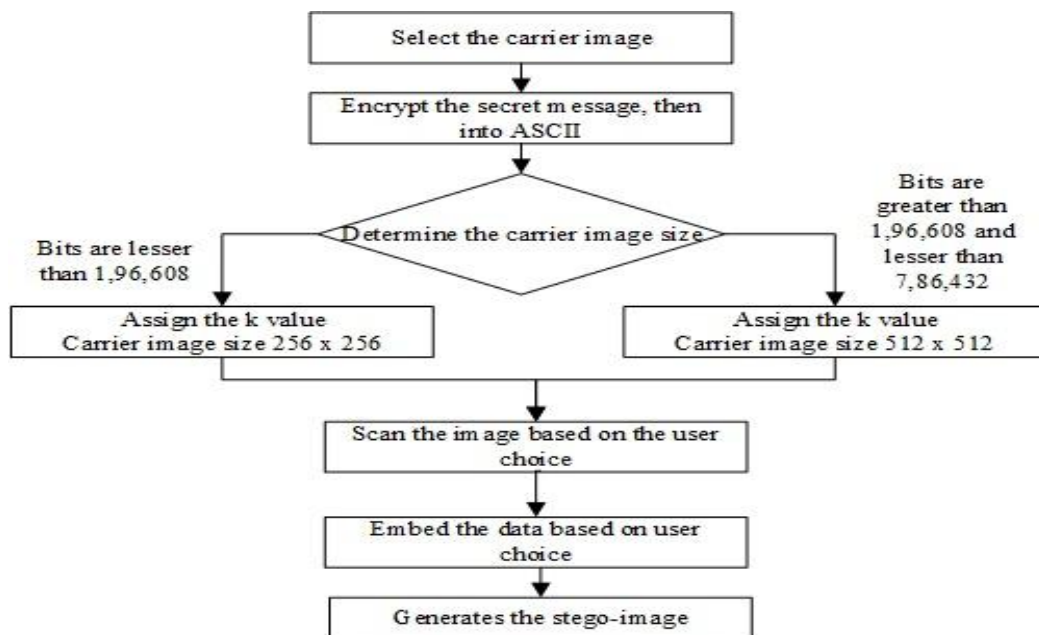 Select the carrier image
Encrypt the secret message, then
into ASCII
Determine the carrier image size
Bits are lesser
than 1,96,608
Bits are
greater than
1,96,608 and
lesser than
7,86,432
Assign the k value
Carrier image size 256 x 256
Assign the k value
Carrier image size 512 x 512
Scan the image based on the user
choice
Embed the data based on user
choice
Generates the stego-image